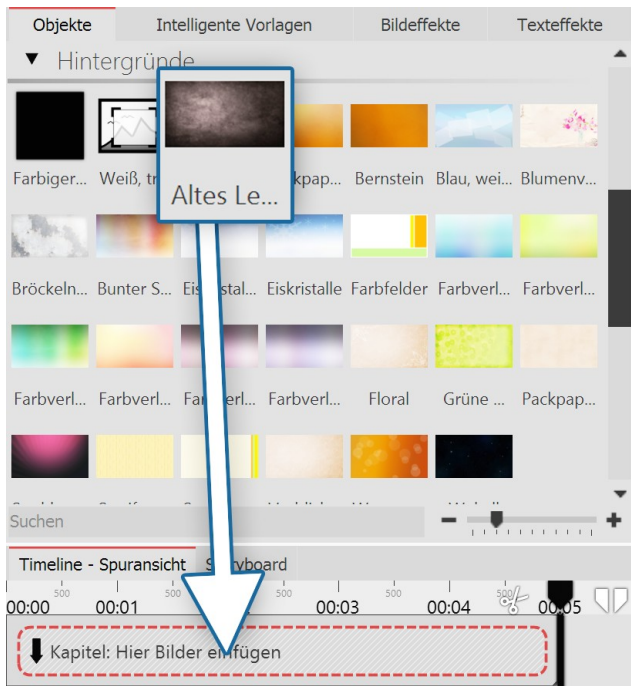 Objekte Intelligente Vorlagen Bildeffekte Texteffekte
▼ Hintergründe
Altes Le...
Farbiger... Weiß, tr ...kpap... Bernstein Blau, wei... Blumenv...
Bröckeln... Bunter S... Eiskristalle Farbfelder Farbverl... Farbverl...
Farbverl... Farbverl... Farbverl... Floral Grüne ... Packpap...
Suchen
Timeline - Spuransicht
500 500 500 500 500
00:00 00:01 00:03 00:04 00:05
Kapitel: Hier Bilder einfügen